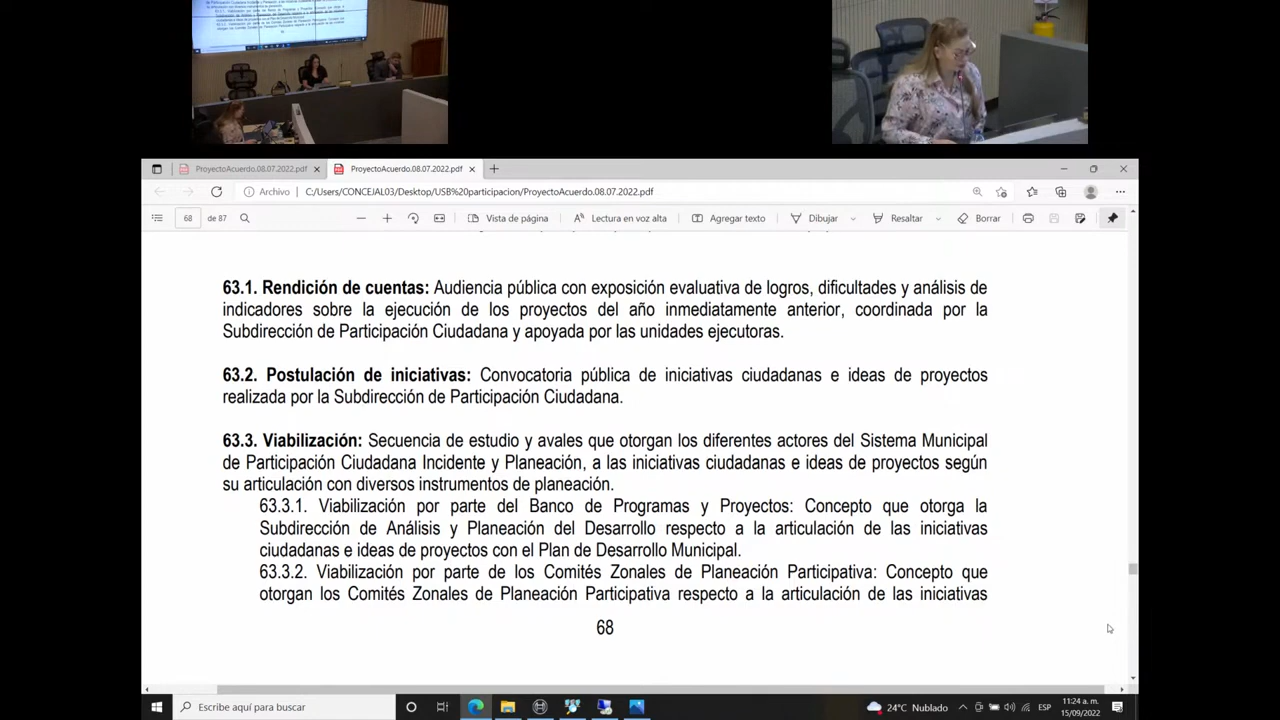 ProyectoAcuerdo.08.07.2022.pdf
ProyectoAcuerdo.08.07.2022.pdf
Archivo C:/Users/CONCEJAL03/Desktop/USB%20participacion/ProyectoAcuerdo.08.07.2022.pdf
68 de 87 Vista de página Lectura en voz alta Agregar texto Dibujar Resaltar Borrar
63.1. Rendición de cuentas: Audiencia pública con exposición evaluativa de logros, dificultades y análisis de
indicadores sobre la ejecución de los proyectos del año inmediatamente anterior, coordinada por la
Subdirección de Participación Ciudadana y apoyada por las unidades ejecutoras.
63.2. Postulación de iniciativas: Convocatoria pública de iniciativas ciudadanas e ideas de proyectos
realizada por la Subdirección de Participación Ciudadana.
63.3. Viabilización: Secuencia de estudio y avales que otorgan los diferentes actores del Sistema Municipal
de Participación Ciudadana Incidente y Planeación, a las iniciativas ciudadanas e ideas de proyectos según
su articulación con diversos instrumentos de planeación.
63.3.1. Viabilización por parte del Banco de Programas y Proyectos: Concepto que otorga la
Subdirección de Análisis y Planeación del Desarrollo respecto a la articulación de las iniciativas
ciudadanas e ideas de proyectos con el Plan de Desarrollo Municipal.
63.3.2. Viabilización por parte de los Comités Zonales de Planeación Participativa: Concepto que
otorgan los Comités Zonales de Planeación Participativa respecto a la articulación de las iniciativas
68
Escribe aquí para buscar
24°C Nublado
ESP
11:24 a. m.
15/09/2022